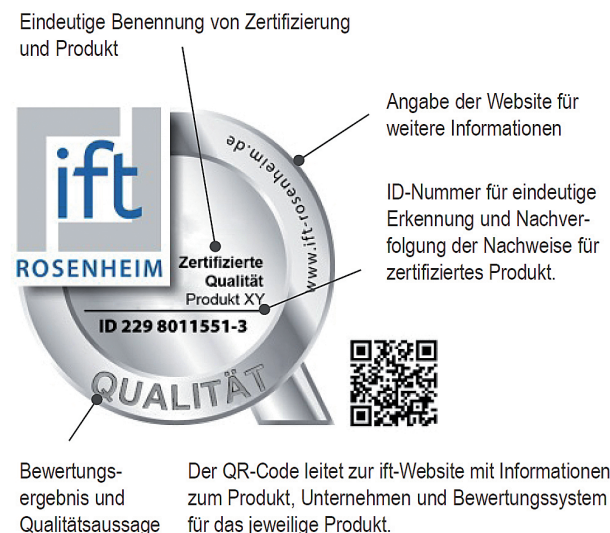 Eindeutige Benennung von Zertifizierung
und Produkt
Angabe der Website für
weitere Informationen
ID-Nummer für eindeutige
Erkennung und Nachver-
folgung der Nachweise für
zertifiziertes Produkt.
ift
ROSENHEIM
www.ift-rosenheim.de
Zertifizierte
Qualität
Produkt XY
ID 229 8011551-3
QUALITÄT
Bewertungs-
ergebnis und
Qualitätsaussage
Der QR-Code leitet zur ift-Website mit Informationen
zum Produkt, Unternehmen und Bewertungssystem
für das jeweilige Produkt.